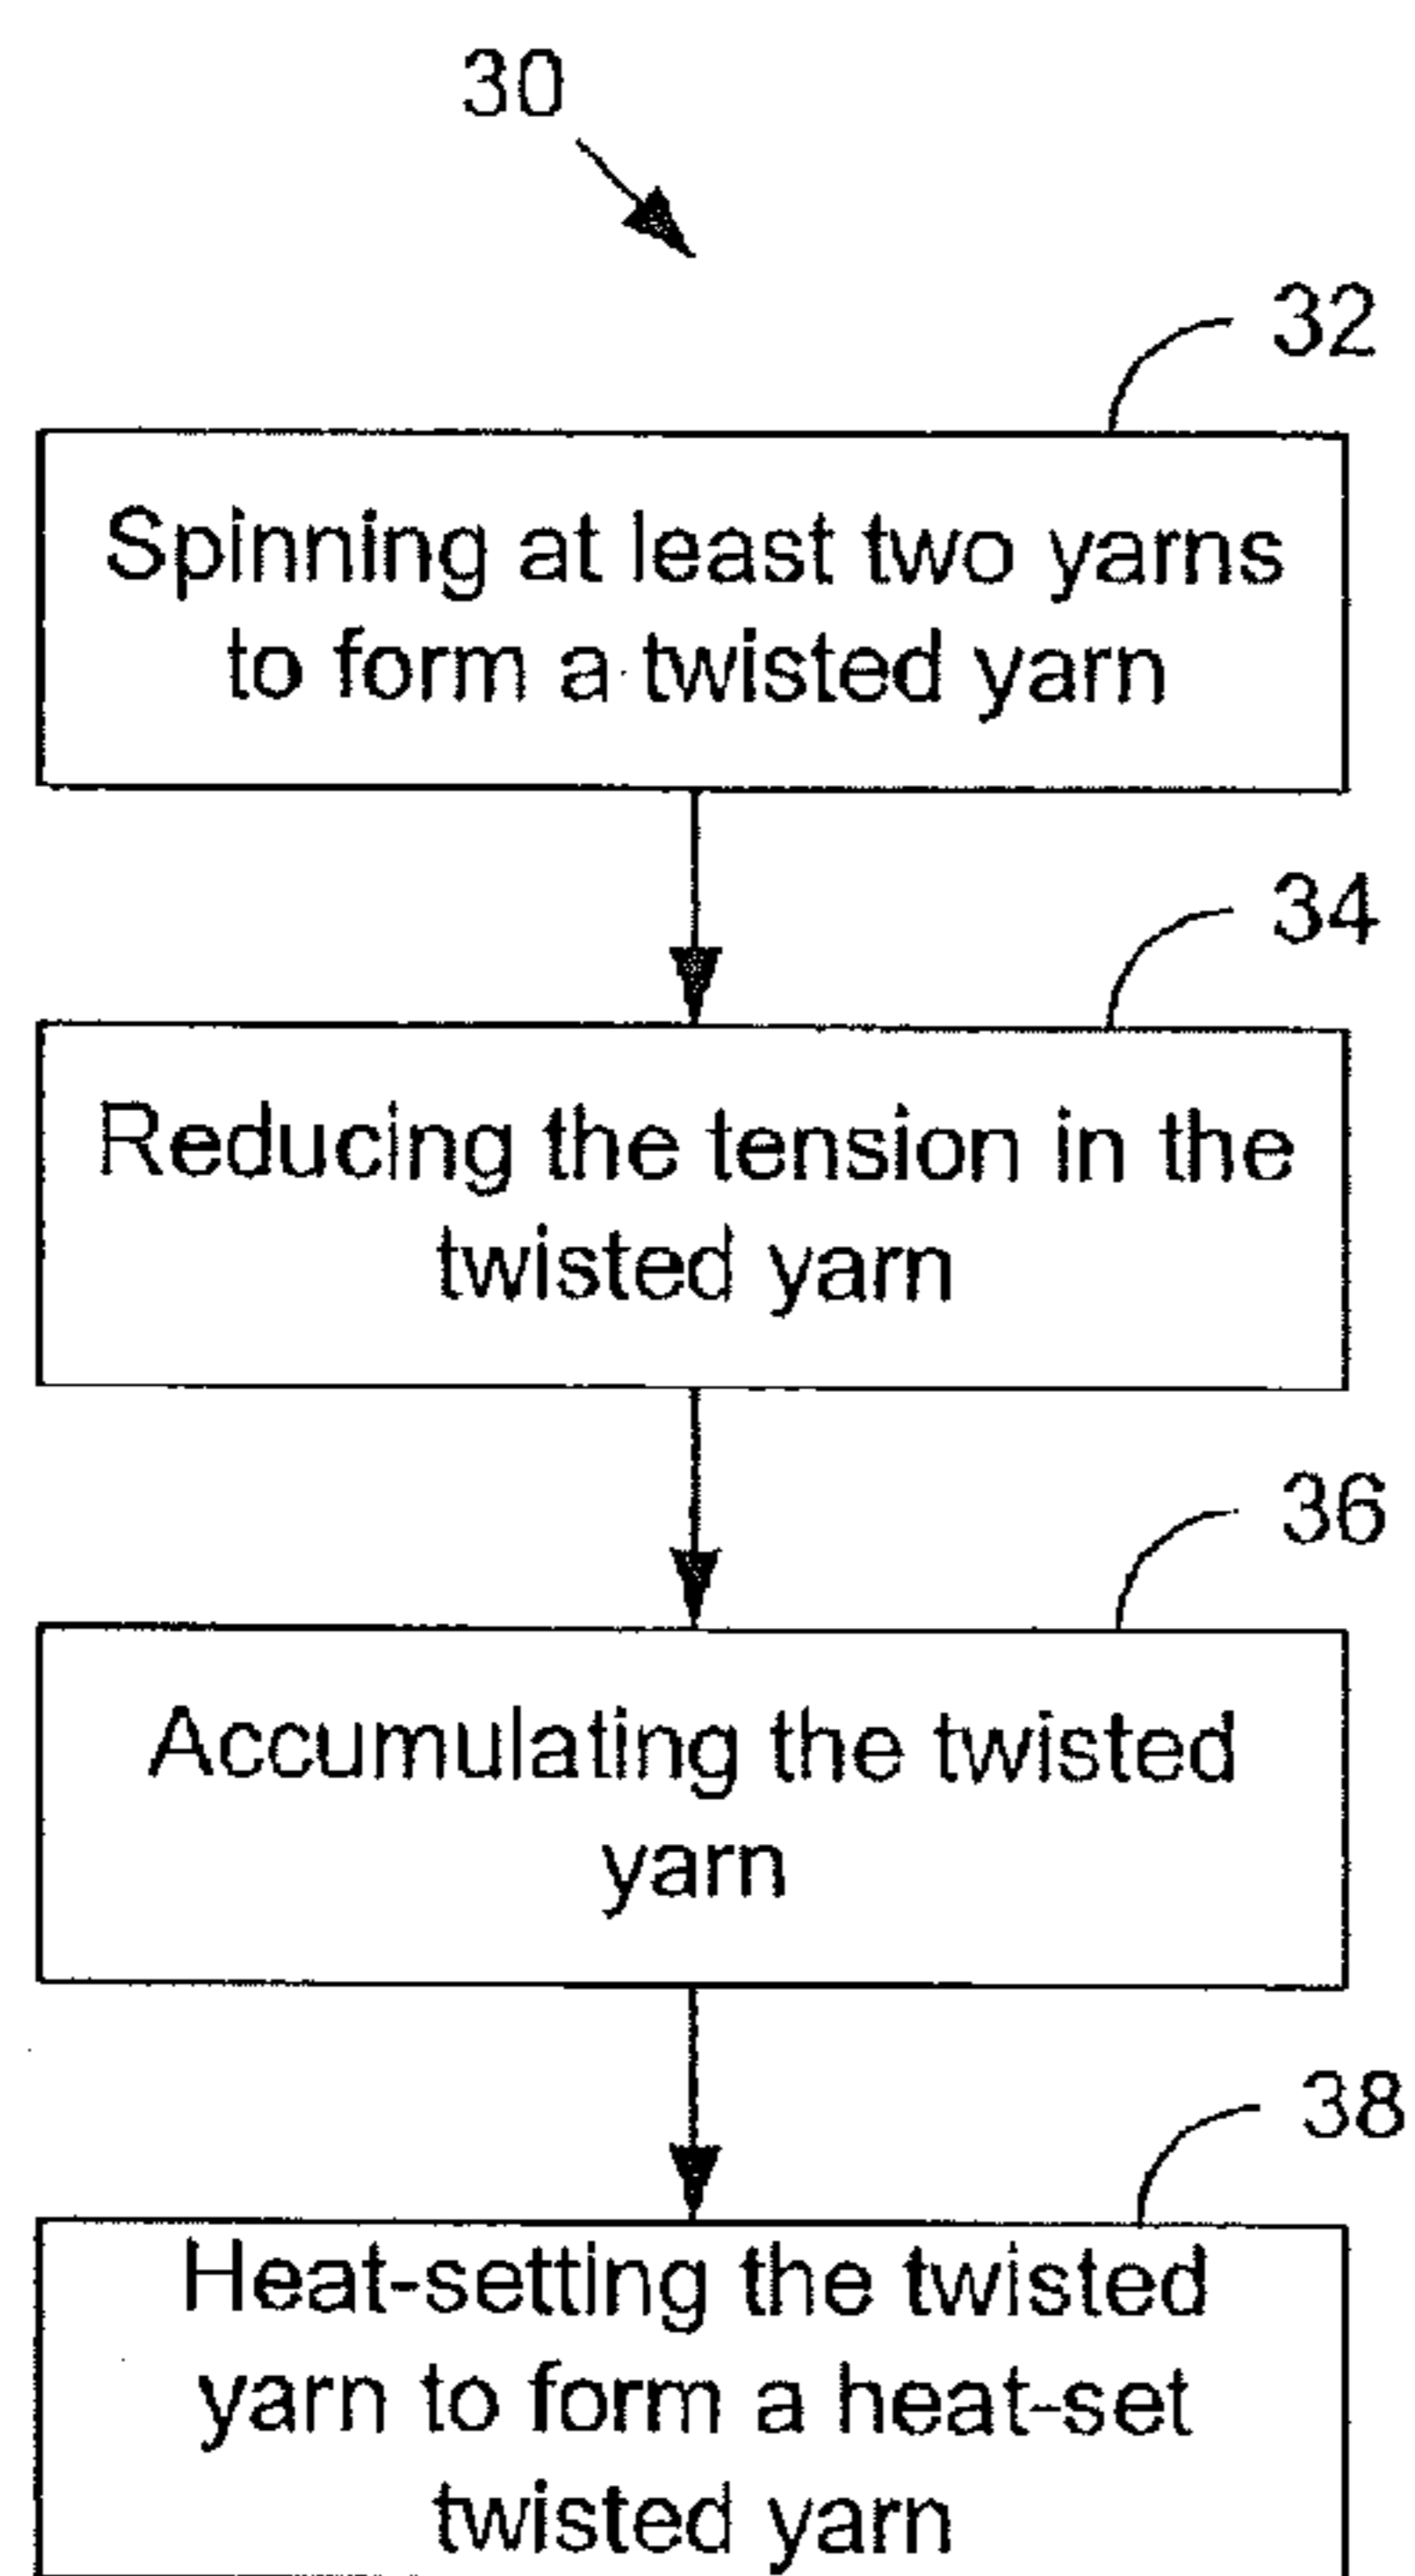 30
32
Spinning at least two yarns
to form a twisted yarn
34
Reducing the tension in the
twisted yarn
36
Accumulating the twisted
yarn
38
Heat-setting the twisted
yarn to form a heat-set
twisted yarn